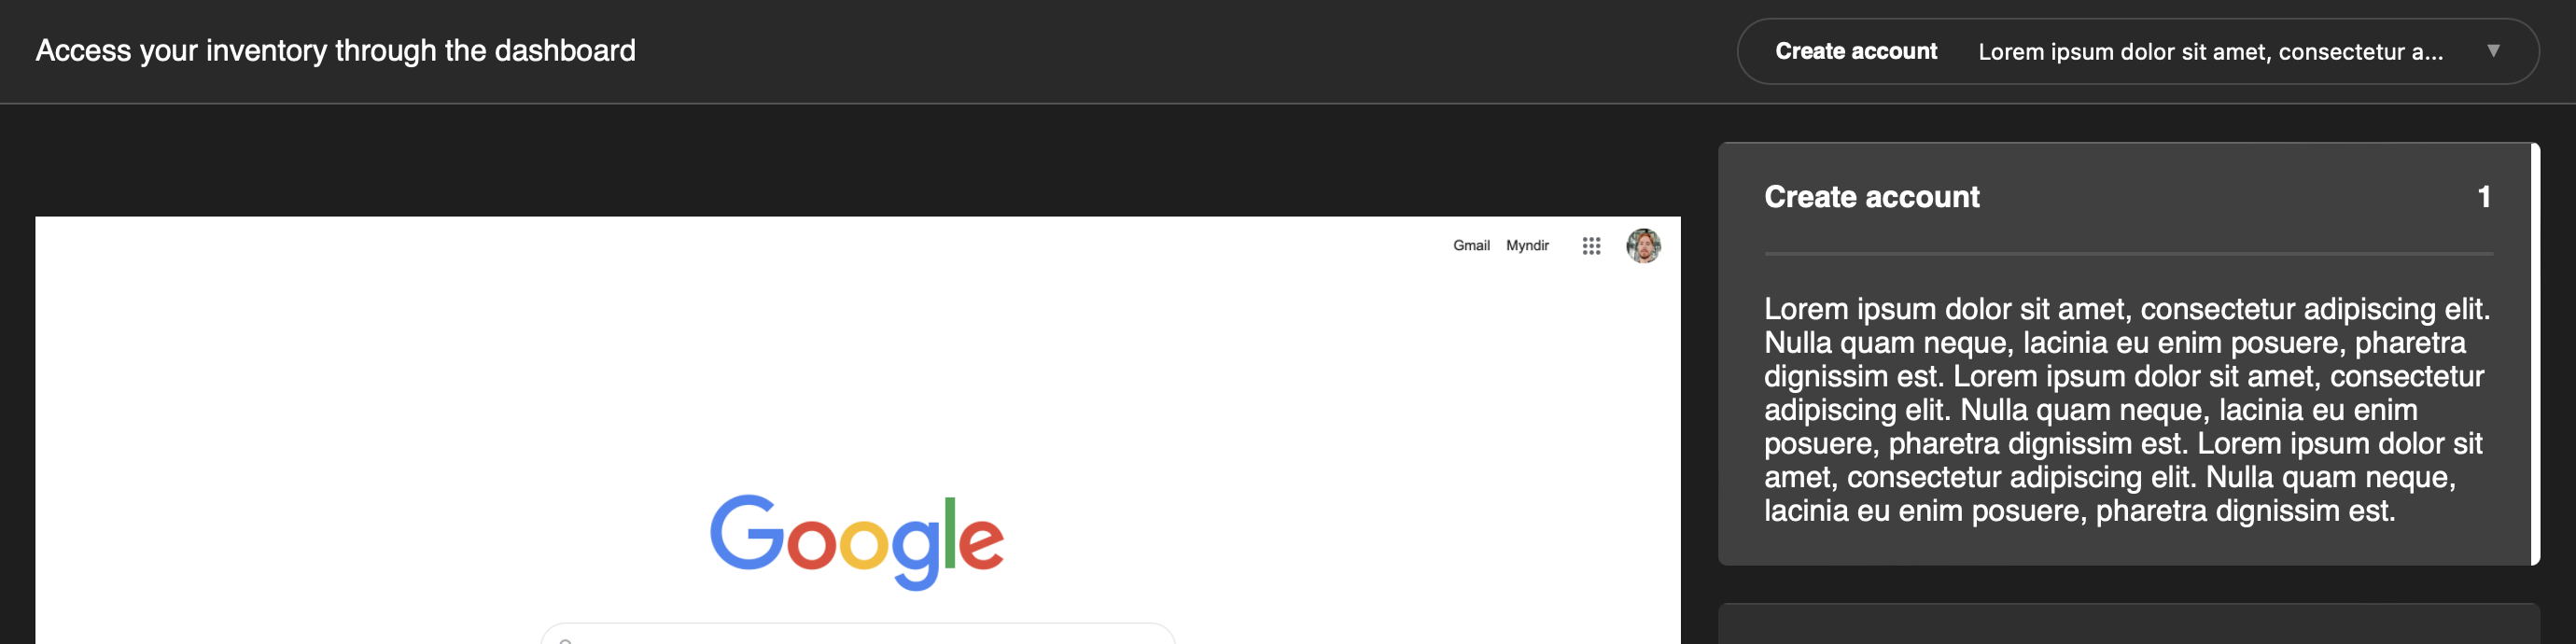 Access your inventory through the dashboard
Create account Lorem ipsum dolor sit amet, consectetur a... ▼
Gmail Myndir
Google
Create account 1
Lorem ipsum dolor sit amet, consectetur adipiscing elit.
Nulla quam neque, lacinia eu enim posuere, pharetra
dignissim est. Lorem ipsum dolor sit amet, consectetur
adipiscing elit. Nulla quam neque, lacinia eu enim
posuere, pharetra dignissim est. Lorem ipsum dolor sit
amet, consectetur adipiscing elit. Nulla quam neque,
lacinia eu enim posuere, pharetra dignissim est.